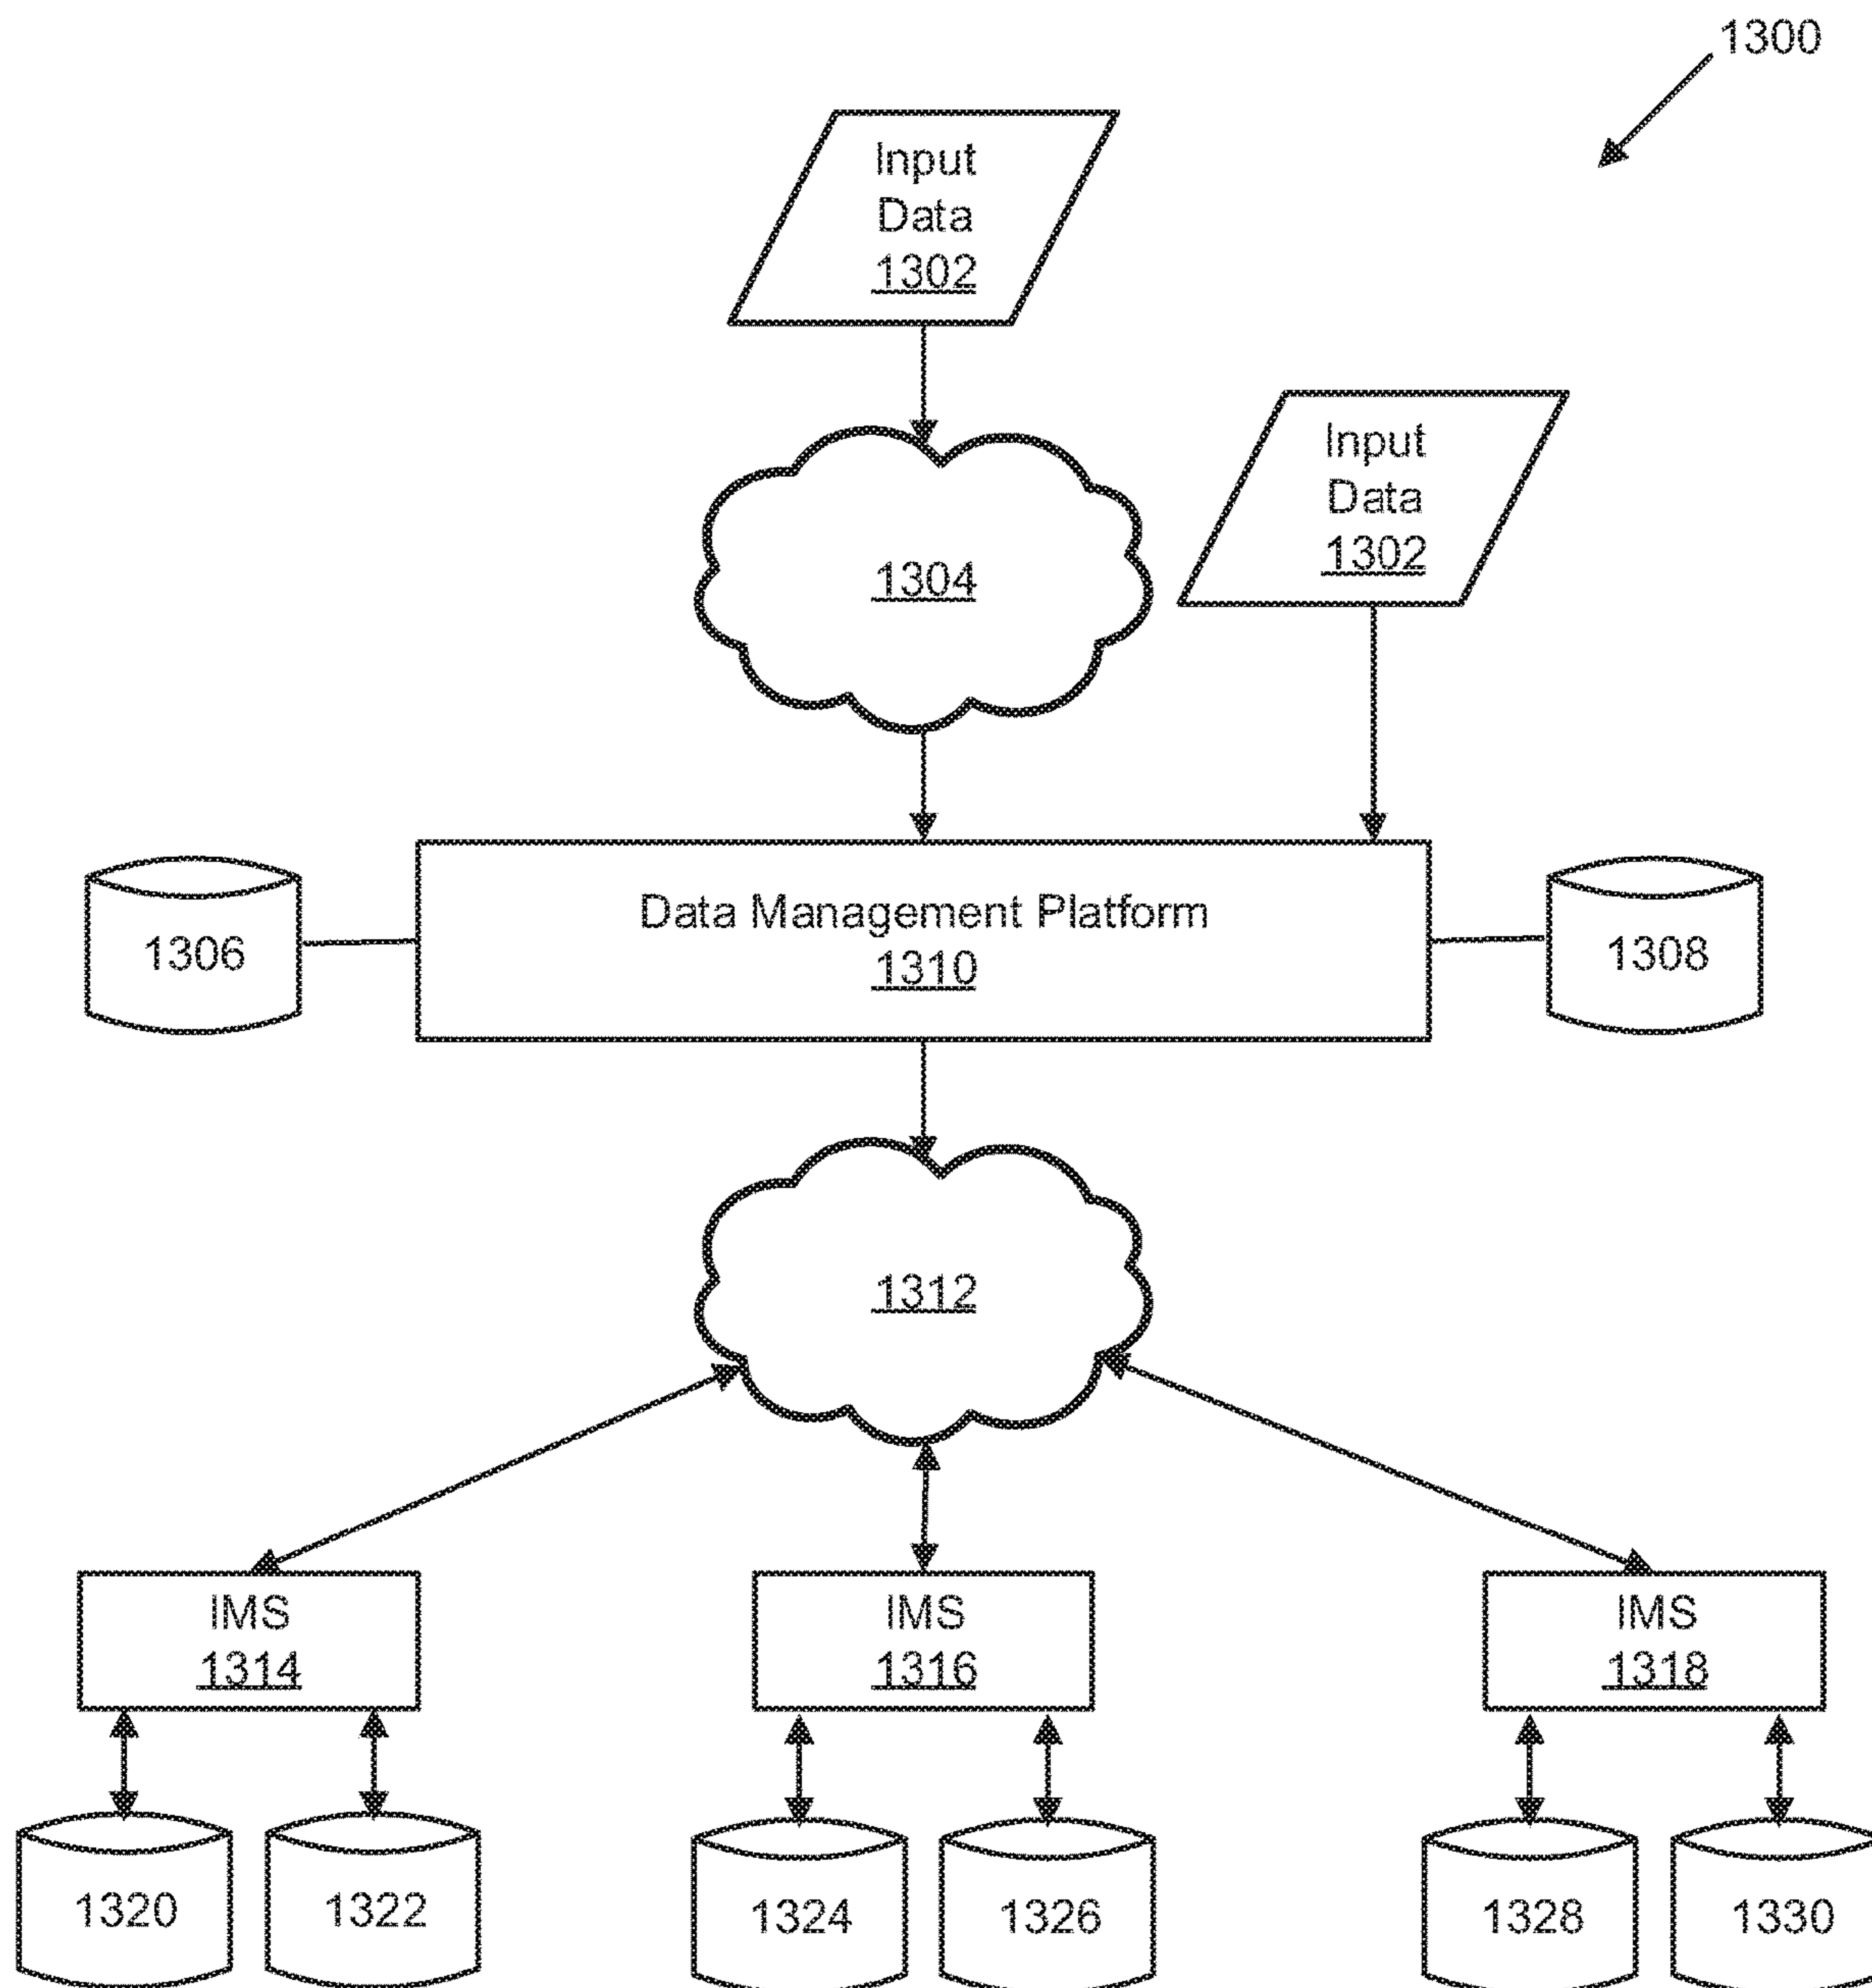 1300
Input
Data
1302
Input
Data
1302
1304
Data Management Platform
1310
1306
1308
1312
IMS
1314
IMS
1316
IMS
1318
1320
1322
1324
1326
1328
1330